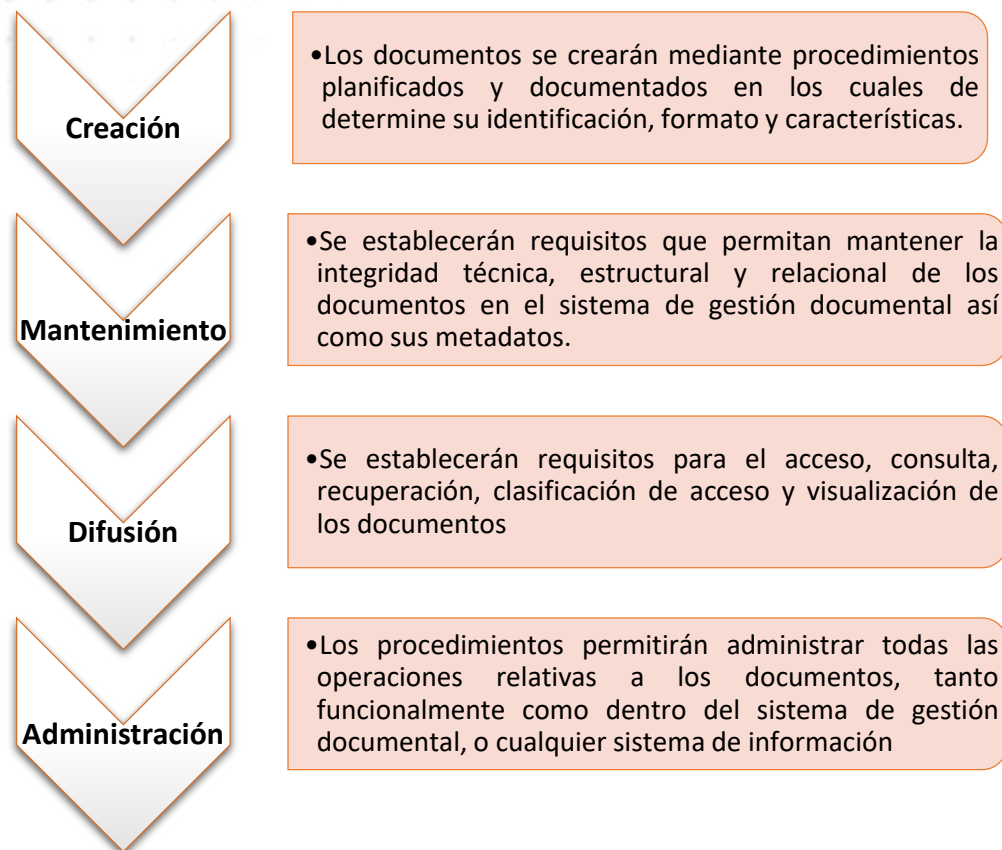 Creación
•Los documentos se crearán mediante procedimientos
planificados y documentados en los cuales de
determine su identificación, formato y características.
Mantenimiento
•Se establecerán requisitos que permitan mantener la
integridad técnica, estructural y relacional de los
documentos en el sistema de gestión documental así
como sus metadatos.
Difusión
•Se establecerán requisitos para el acceso, consulta,
recuperación, clasificación de acceso y visualización de
los documentos
Administración
•Los procedimientos permitirán administrar todas las
operaciones relativas a los documentos, tanto
funcionalmente como dentro del sistema de gestión
documental, o cualquier sistema de información